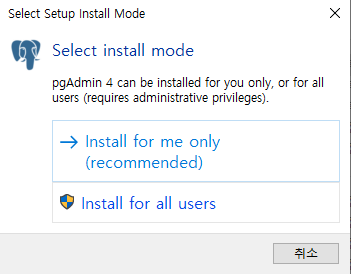 Select Setup Install Mode
Select install mode
pgAdmin 4 can be installed for you only, or for all
users (requires administrative privileges).
Install for me only
(recommended)
Install for all users
취소